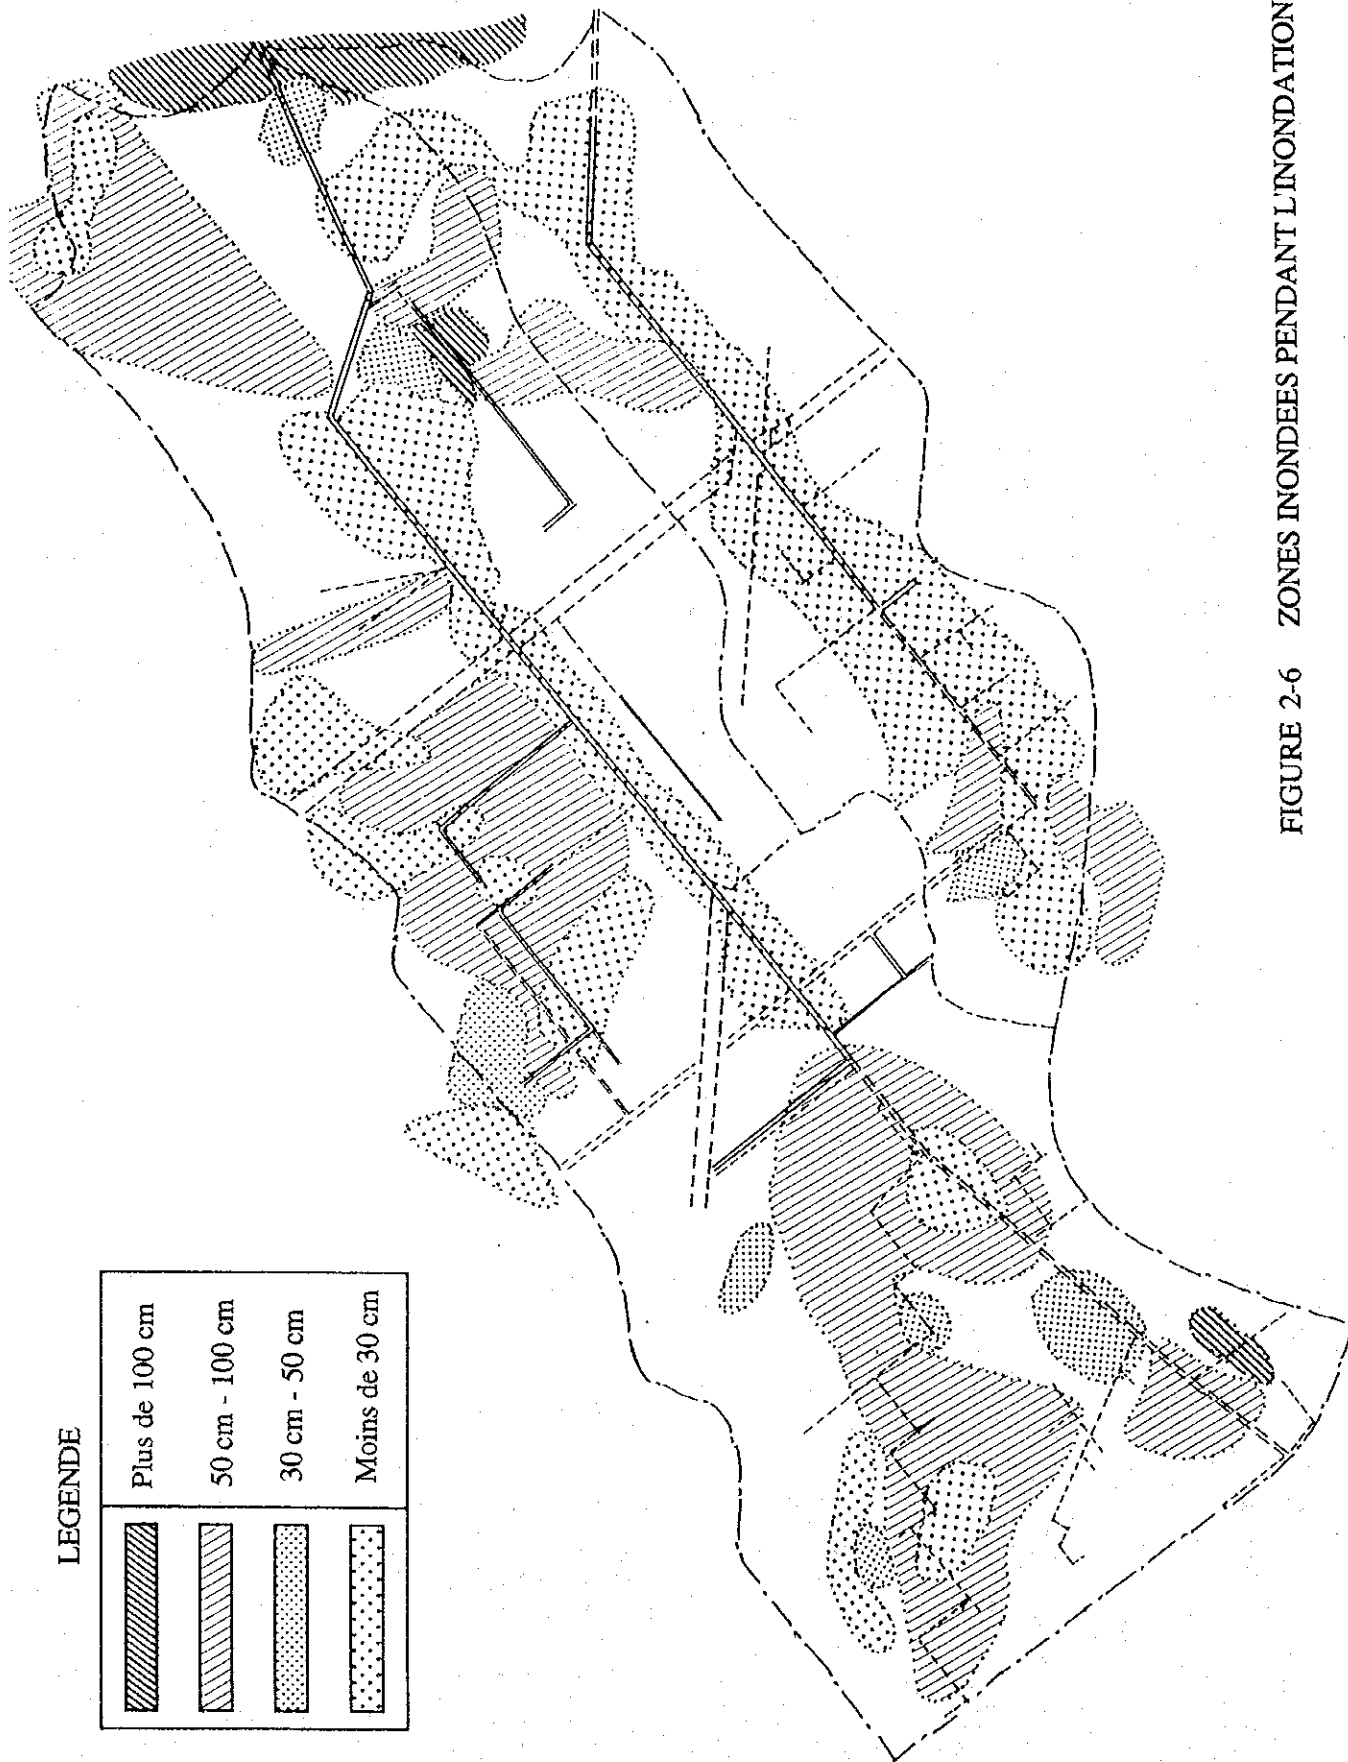 LEGENDE
Plus de 100 cm
50 cm - 100 cm
30 cm - 50 cm
Moins de 30 cm
FIGURE 2-6 ZONES INONDEES PENDANT L'INONDATION